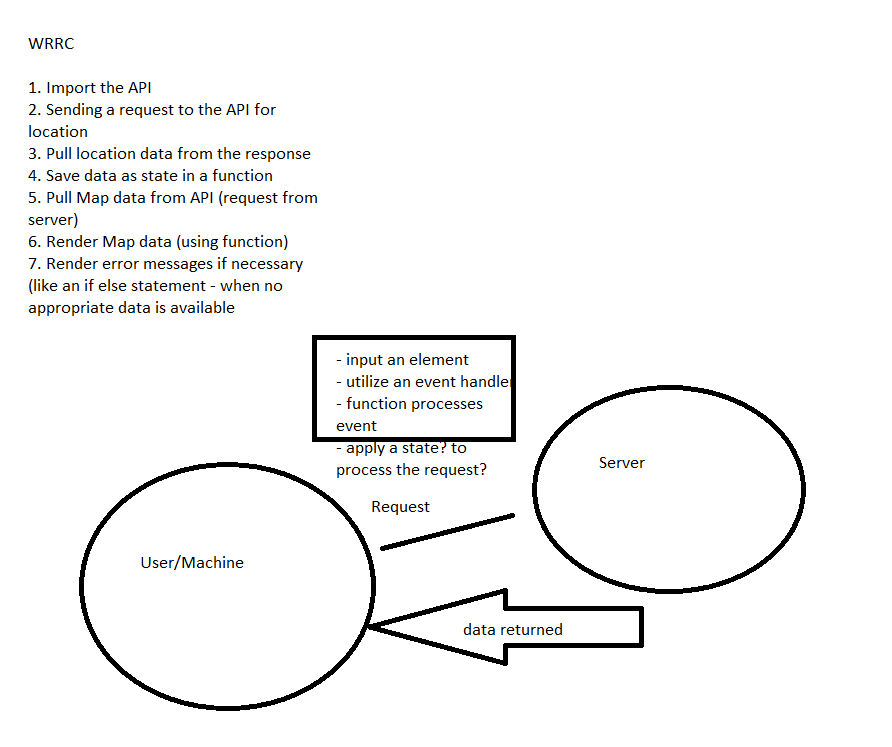 WRRC
1. Import the API
2. Sending a request to the API for
location
3. Pull location data from the response
4. Save data as state in a function
5. Pull Map data from API (request from
server)
6. Render Map data (using function)
7. Render error messages if necessary
(like an if else statement - when no
appropriate data is available
- input an element
- utilize an event handler
- function processes
event
- apply a state? to
process the request?
Server
Request
User/Machine
data returned